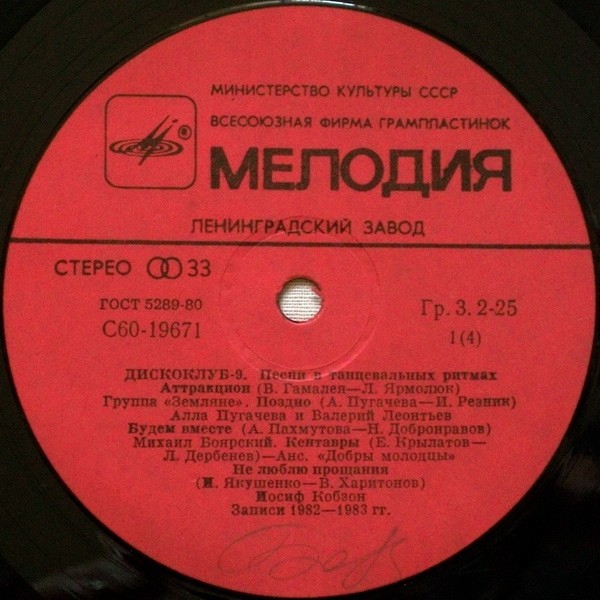 МИНИСТЕРСТВО КУЛЬТУРЫ СССР
ВСЕСОЮЗНАЯ ФИРМА ГРАМПЛАСТИНОК
®
МЕЛОДИЯ
ЛЕНИНГРАДСКИЙ ЗАВОД
СТЕРЕО 33
ГОСТ 5289-80
Гр. 3. 2-25
С60-19671
1(4)
ДИСКОКЛУБ-9. Песни в танцевальных ритмах
Аттракцион (В. Гамалея—Л. Ярмолюк)
Группа «Земляне». Поздно (А. Пугачева—И. Резник)
Алла Пугачева и Валерий Леонтьев
Будем вместе (А. Пахмутова—Н. Добронравов)
Михаил Боярский. Кентавры (Е. Крылатов—
Л. Дербенев)—Анс. «Добры молодцы»
Не люблю прощания
(И. Якушенко—В. Харитонов)
Иосиф Кобзон
Записи 1982—1983 гг.